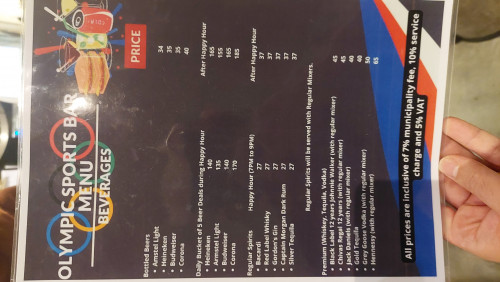 OLYMPIC SPORTS BAR
MENU
BEVERAGES
PRICE
Bottled Beers
• Amstel Light 34
• Heineken 35
• Budweiser 35
• Corona 40
Daily Bucket of 5 Beer Deals during Happy Hour After Happy Hour
• Heineken 140 165
• Armstel Light 135 155
• Budweiser 140 165
• Corona 170 185
Regular Spirits Happy Hour (7PM to 9PM) After Happy Hour
• Bacardi 27 37
• Red Label Whisky 27 37
• Gordon's Gin 27 37
• Captain Morgan Dark Rum 27 37
• Sliver Tequila 27 37
Regular Spirits will be served with Regular Mixers.
Premium (Whiskey, Tequila, Vodka)
• Black Label 12 years Johnnie Walker (with regular mixer) 45
• Chivas Regal 12 years (with regular mixer) 45
• Jack Daniels (with regular mixer) 40
• Gold Tequila 40
• Grey Goose Vodka (with regular mixer) 50
• Hennessy (with regular mixer) 65
All prices are inclusive of 7% municipality fee, 10% service
charge and 5% VAT